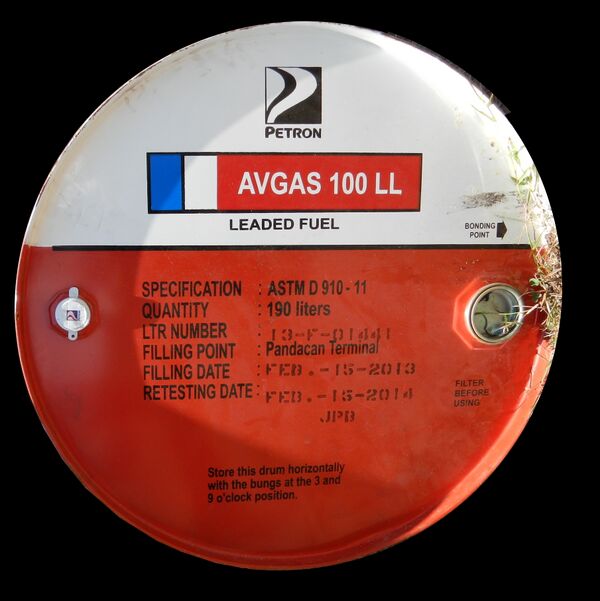 PETRON
AVGAS 100 LL
LEADED FUEL
BONDING
POINT
SPECIFICATION : ASTM D 910 - 11
QUANTITY : 190 liters
LTR NUMBER : 13-F-01441
FILLING POINT : Pandacan Terminal
FILLING DATE : FEB.-15-2013
RETESTING DATE : FEB.-15-2014
JPB
FILTER
BEFORE
USING
Store this drum horizontally
with the bungs at the 3 and
9 o'clock position.